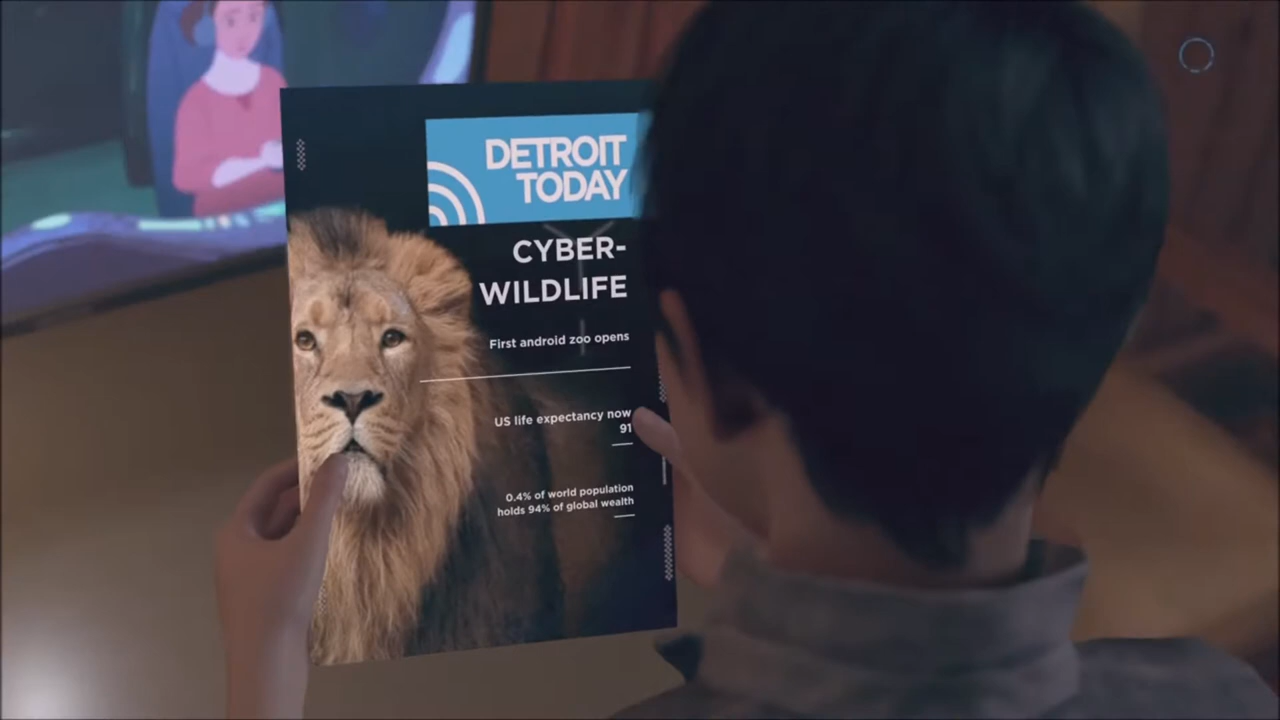 DETROIT
TODAY
CYBER-
WILDLIFE
First android zoo opens
US life expectancy now
91
0.4% of world population
holds 94% of global wealth